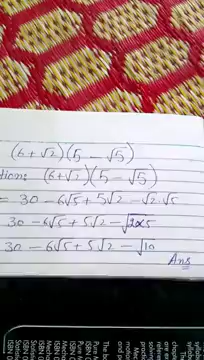 (6 + √2)(5 − √5)
tion: (6+√2)(5 − √5)
= 30 − 6√5 + 5√2 − √2·√5
30 − 6√5 + 5√2 − √2×5
30 − 6√5 + 5√2 − √10
Ans